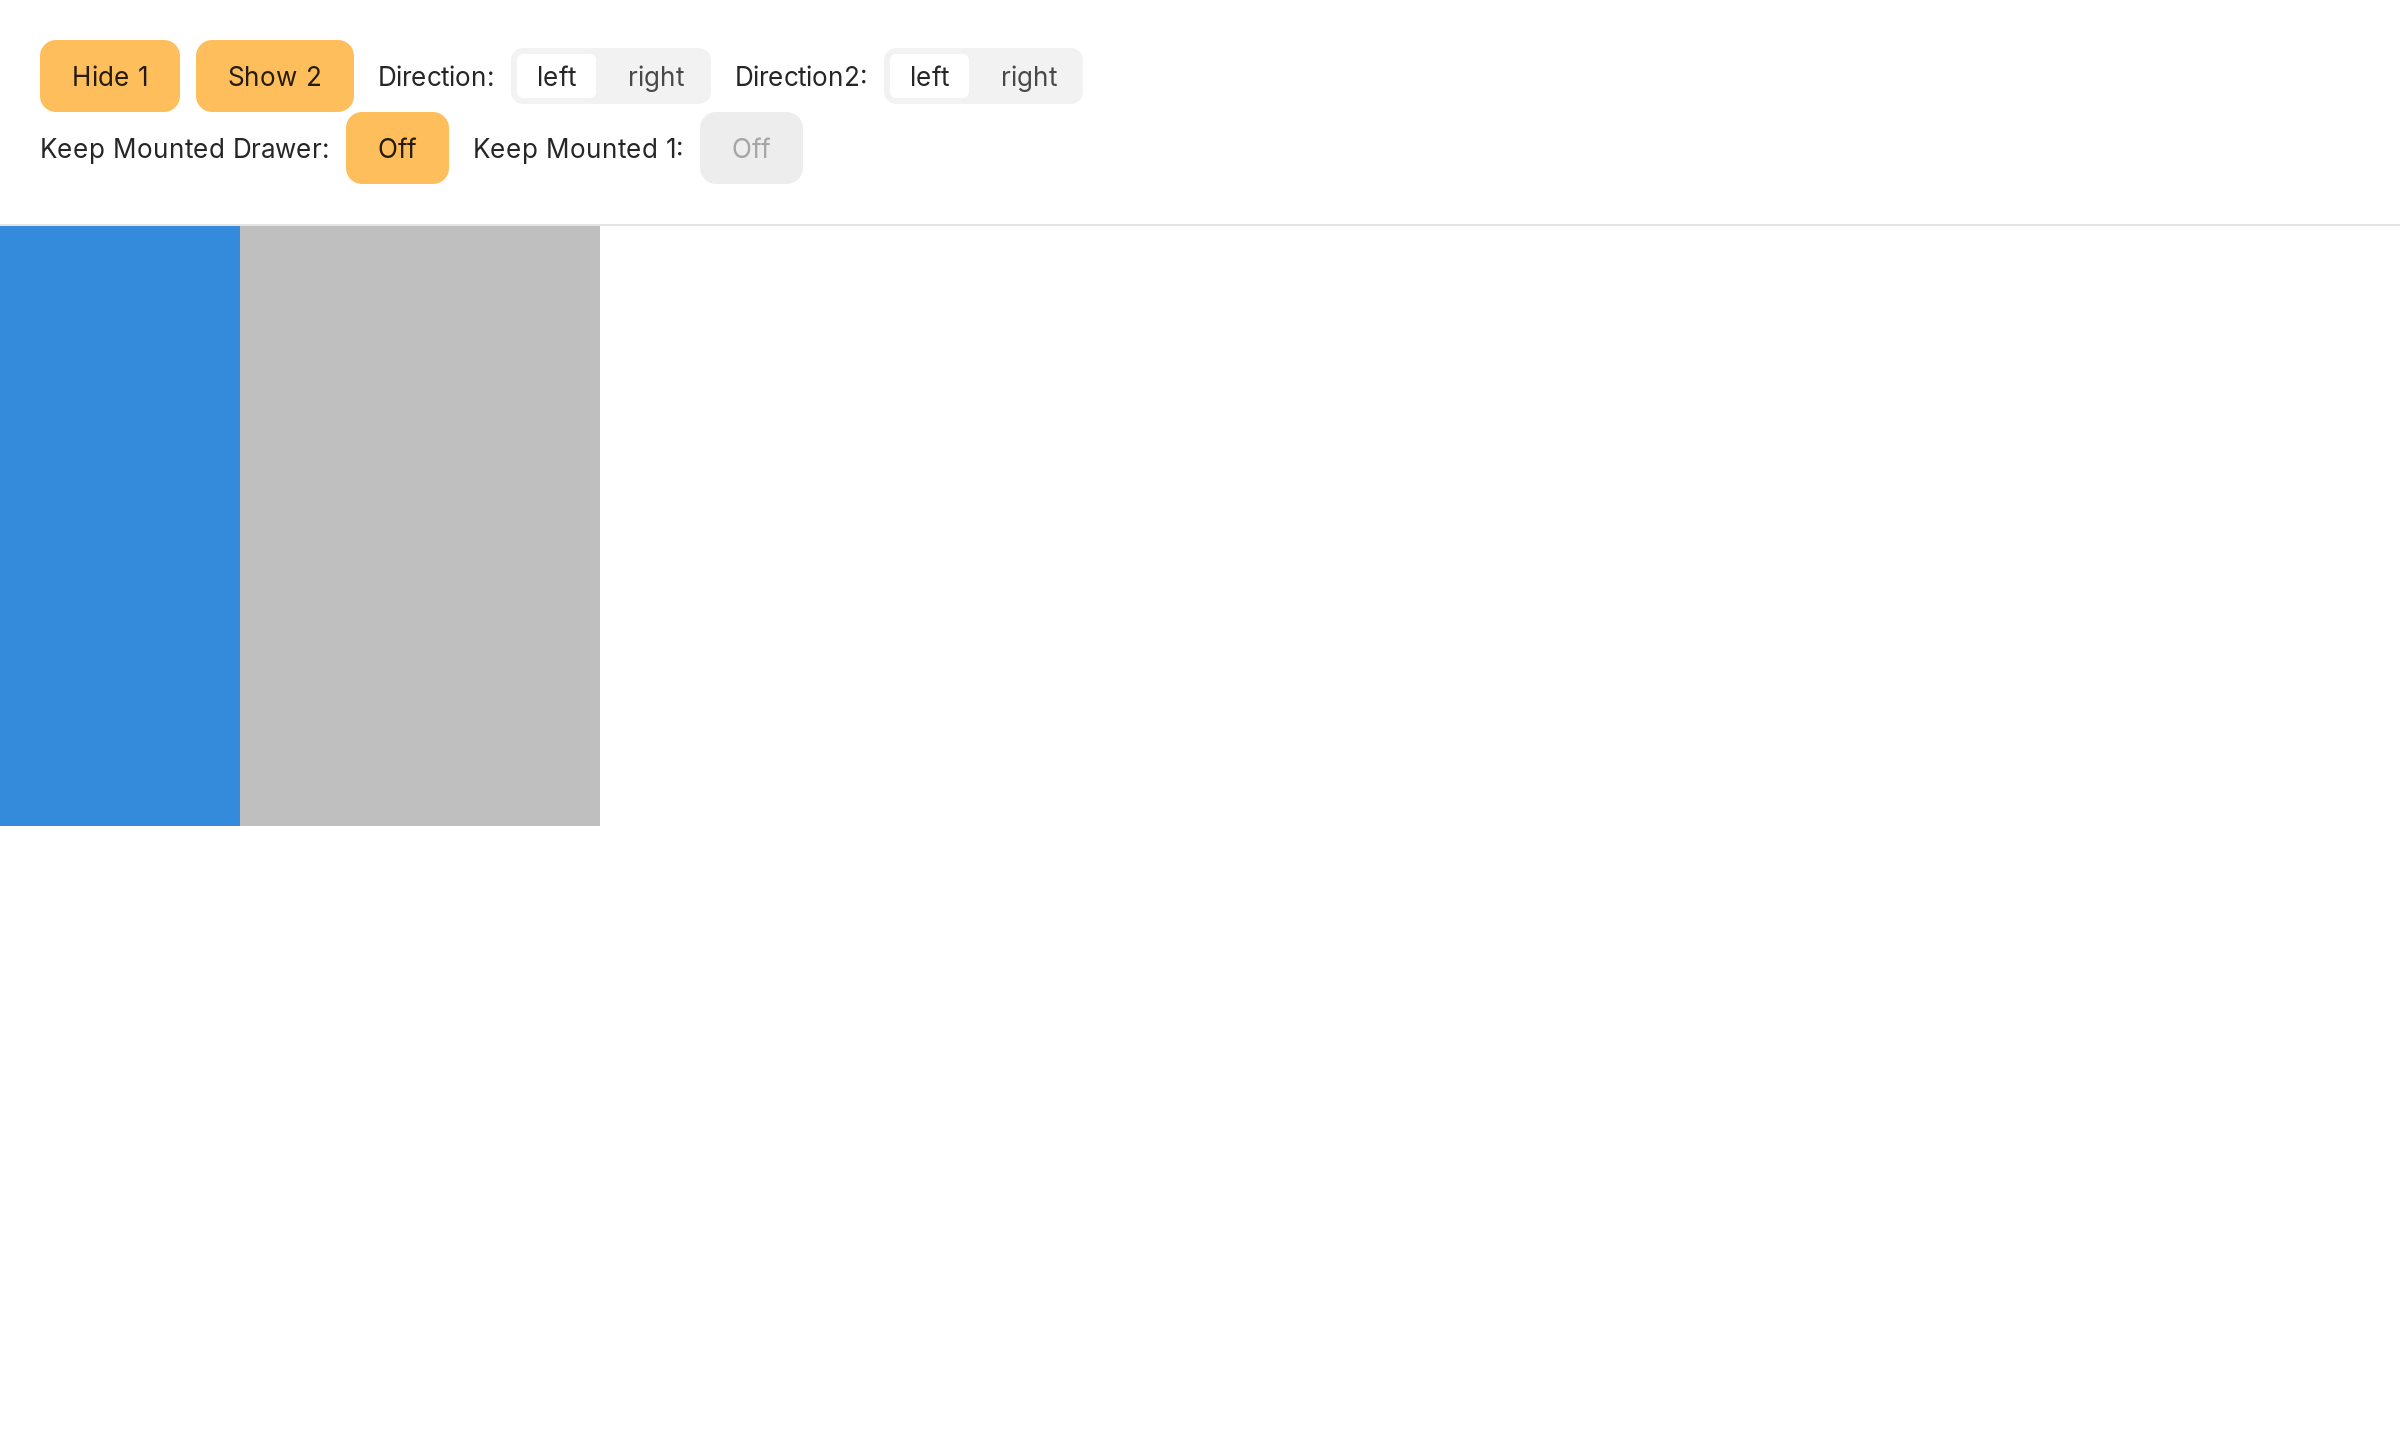 Hide 1 Show 2 Direction: left right Direction2: left right
Keep Mounted Drawer: Off Keep Mounted 1: Off